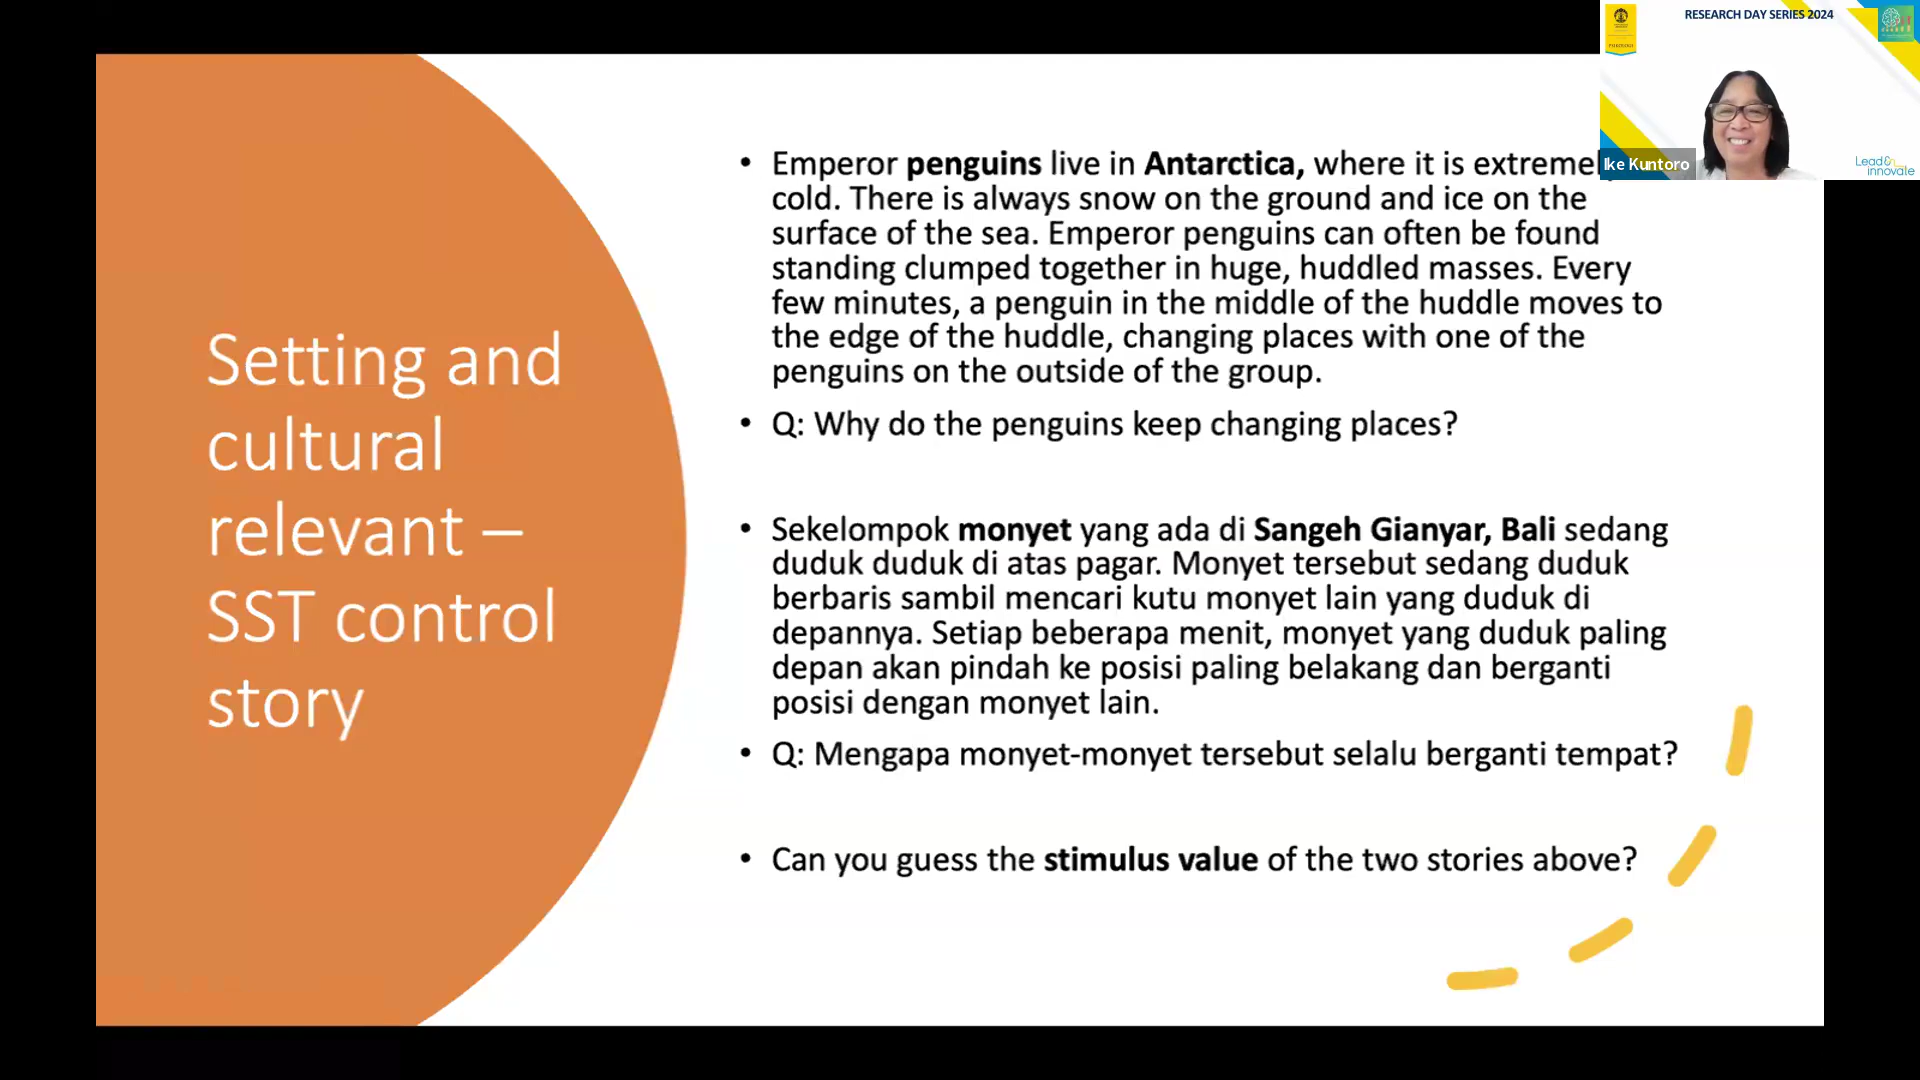 RESEARCH DAY SERIES 2024
PSIKOLOGI
Ike Kuntoro
Lead &
innovate
Setting and
cultural
relevant –
SST control
story
• Emperor penguins live in Antarctica, where it is extremel
cold. There is always snow on the ground and ice on the
surface of the sea. Emperor penguins can often be found
standing clumped together in huge, huddled masses. Every
few minutes, a penguin in the middle of the huddle moves to
the edge of the huddle, changing places with one of the
penguins on the outside of the group.
• Q: Why do the penguins keep changing places?
• Sekelompok monyet yang ada di Sangeh Gianyar, Bali sedang
duduk duduk di atas pagar. Monyet tersebut sedang duduk
berbaris sambil mencari kutu monyet lain yang duduk di
depannya. Setiap beberapa menit, monyet yang duduk paling
depan akan pindah ke posisi paling belakang dan berganti
posisi dengan monyet lain.
• Q: Mengapa monyet-monyet tersebut selalu berganti tempat?
• Can you guess the stimulus value of the two stories above?